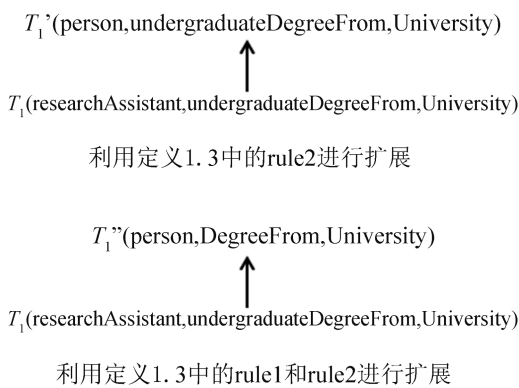 T₁’(person,undergraduateDegreeFrom,University)
T₁(researchAssistant,undergraduateDegreeFrom,University)
利用定义1.3中的rule2进行扩展
T₁”(person,DegreeFrom,University)
T₁(researchAssistant,undergraduateDegreeFrom,University)
利用定义1.3中的rule1和rule2进行扩展